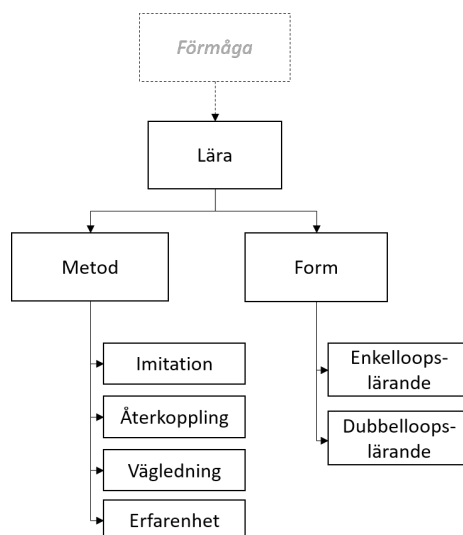 Förmåga
Lära
Metod
Form
Imitation
Återkoppling
Vägledning
Erfarenhet
Enkelloops-
lärande
Dubbelloops-
lärande